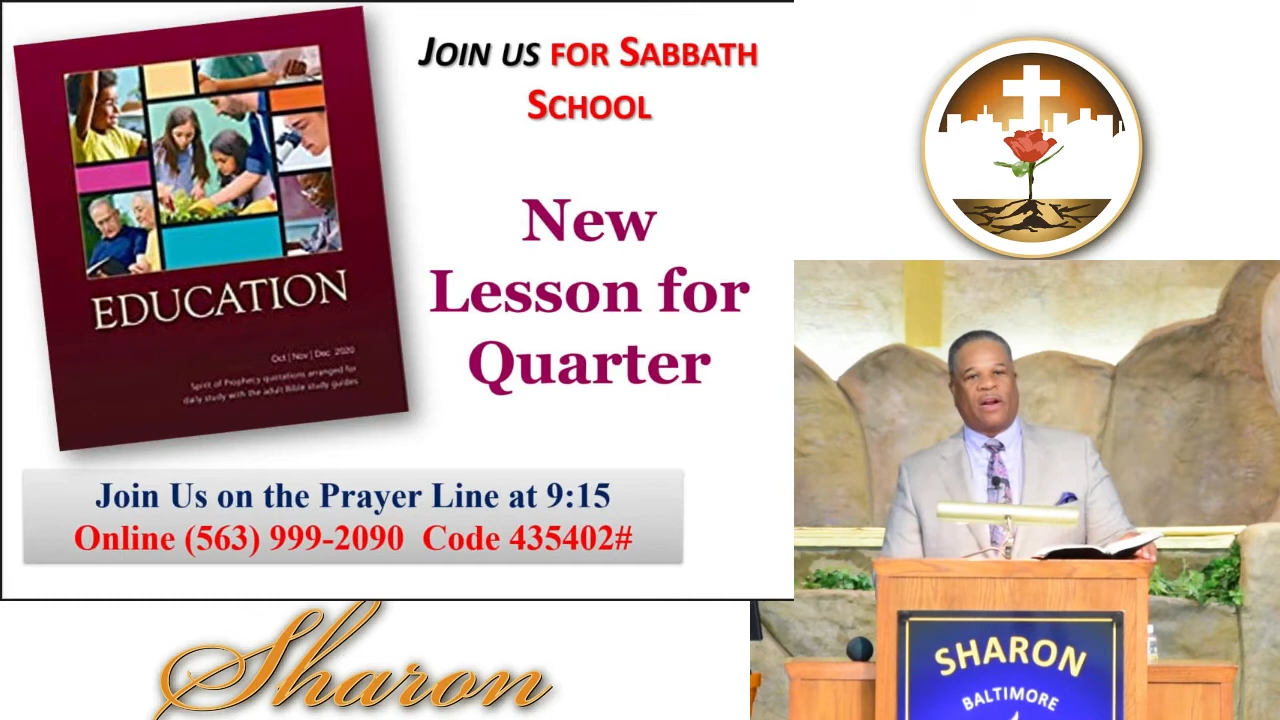 JOIN US FOR SABBATH
SCHOOL
New
Lesson for
Quarter
EDUCATION
Oct | Nov | Dec 2020
Spirit of Prophecy quotations arranged for
daily study with the adult Bible study guides
Join Us on the Prayer Line at 9:15
Online (563) 999-2090 Code 435402#
Sharon
SHARON
BALTIMORE